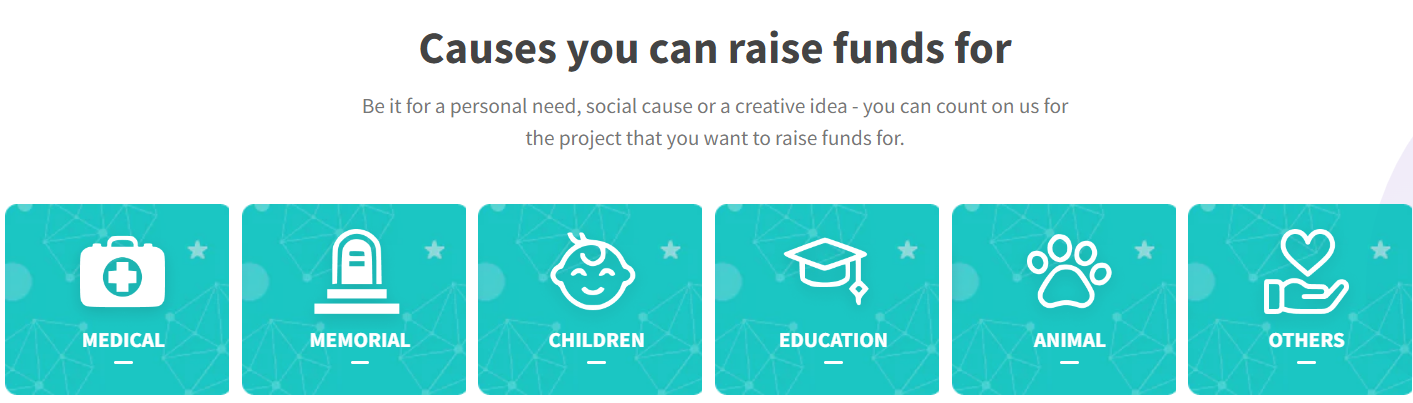 Causes you can raise funds for
Be it for a personal need, social cause or a creative idea - you can count on us for
the project that you want to raise funds for.
MEDICAL
MEMORIAL
CHILDREN
EDUCATION
ANIMAL
OTHERS